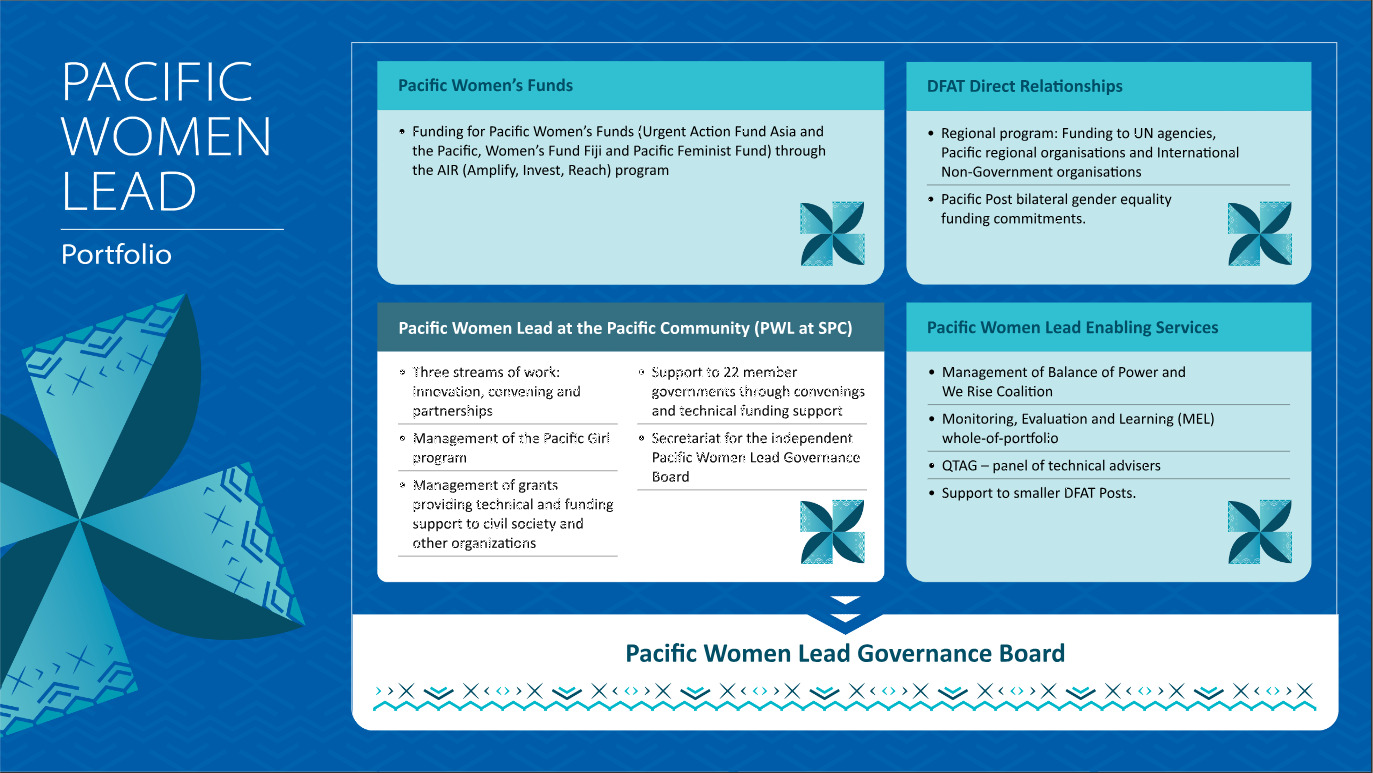 PACIFIC
WOMEN
LEAD
Portfolio
Pacific Women's Funds
• Funding for Pacific Women's Funds (Urgent Action Fund Asia and
the Pacific, Women's Fund Fiji and Pacific Feminist Fund) through
the AIR (Amplify, Invest, Reach) program
DFAT Direct Relationships
• Regional program: Funding to UN agencies,
Pacific regional organisations and International
Non-Government organisations
• Pacific Post bilateral gender equality
funding commitments.
Pacific Women Lead at the Pacific Community (PWL at SPC)
• Three streams of work:
innovation, convening and
partnerships
• Management of the Pacific Girl
program
• Management of grants
providing technical and funding
support to civil society and
other organizations
• Support to 22 member
governments through convenings
and technical funding support
• Secretariat for the independent
Pacific Women Lead Governance
Board
Pacific Women Lead Enabling Services
• Management of Balance of Power and
We Rise Coalition
• Monitoring, Evaluation and Learning (MEL)
whole-of-portfolio
• QTAG – panel of technical advisers
• Support to smaller DFAT Posts.
Pacific Women Lead Governance Board